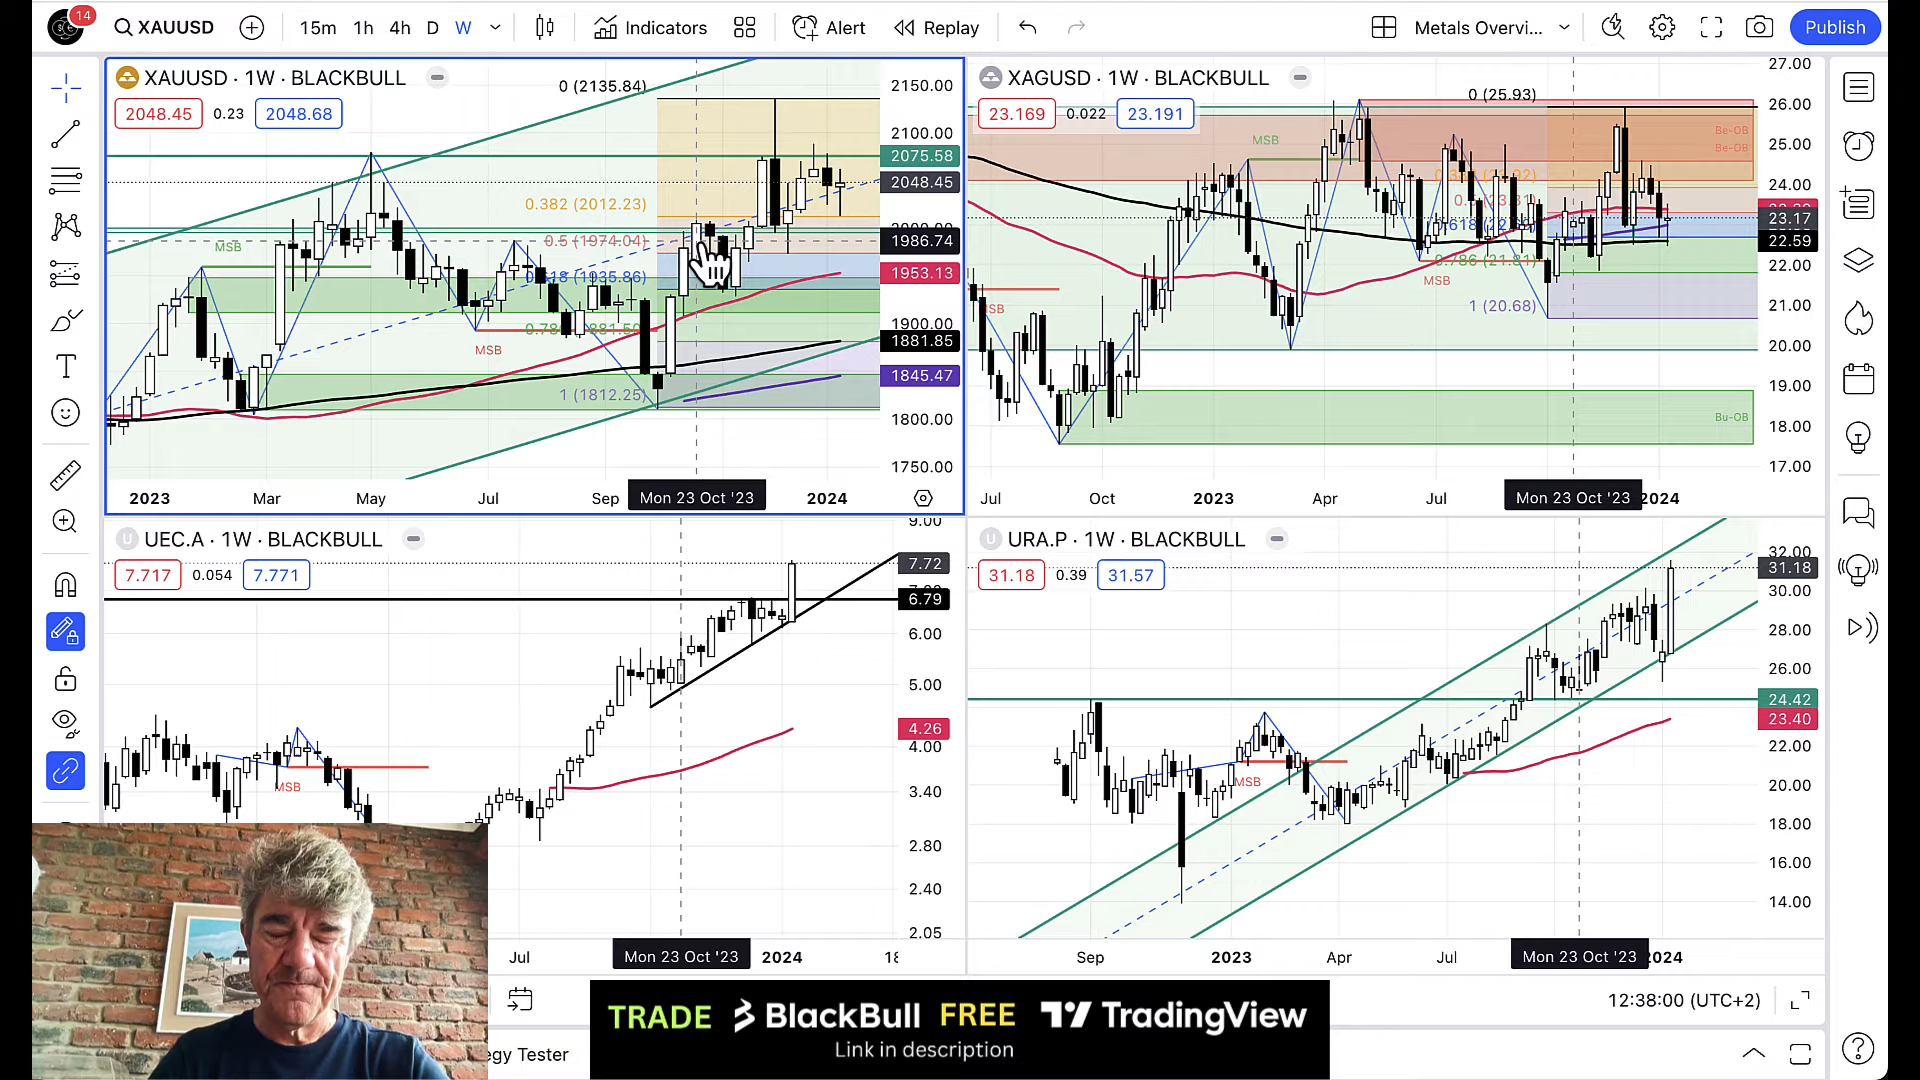 14
XAUUSD
15m
1h
4h
D
W
Indicators
Alert
Replay
Metals Overvi...
Publish
XAUUSD · 1W · BLACKBULL
2048.45
0.23
2048.68
0 (2135.84)
0.382 (2012.23)
0.5 (1974.04)
0.618 (1935.86)
1 (1812.25)
MSB
MSB
2150.00
2100.00
2075.58
2048.45
1986.74
1953.13
1900.00
1881.85
1845.47
1800.00
1750.00
2023
Mar
May
Jul
Sep
Mon 23 Oct '23
2024
XAGUSD · 1W · BLACKBULL
23.169
0.022
23.191
0 (25.93)
MSB
Be-OB
Be-OB
0.786 (21.81)
MSB
1 (20.68)
Bu-OB
27.00
26.00
25.00
24.00
23.17
22.59
22.00
21.00
20.00
19.00
18.00
17.00
Jul
Oct
2023
Apr
Jul
Mon 23 Oct '23
2024
UEC.A · 1W · BLACKBULL
7.717
0.054
7.771
MSB
9.00
7.72
6.79
6.00
5.00
4.26
4.00
3.40
2.80
2.40
2.05
Jul
Mon 23 Oct '23
2024
URA.P · 1W · BLACKBULL
31.18
0.39
31.57
MSB
32.00
31.18
30.00
28.00
26.00
24.42
23.40
22.00
20.00
18.00
16.00
14.00
Sep
2023
Apr
Jul
Mon 23 Oct '23
2024
12:38:00 (UTC+2)
egy Tester
TRADE BlackBull FREE TradingView
Link in description